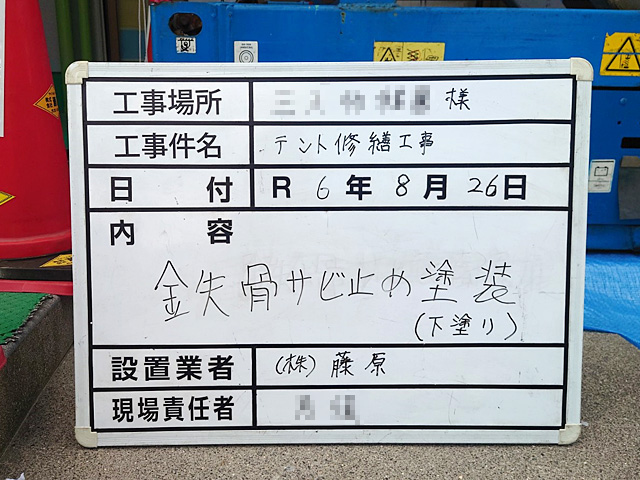 工事場所 様
工事件名 テント修繕工事
日付 R 6年 8月 26日
内容
鉄骨サビ止め塗装
(下塗り)
設置業者 (株)藤原
現場責任者